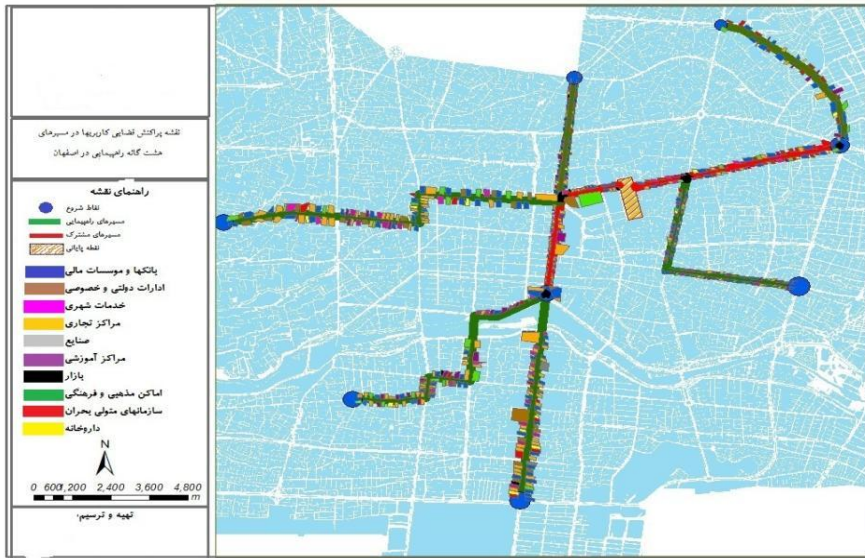 نقشه پراکنش فضایی کاربریها در مسیرهای
هشت گانه راهپیمایی در اصفهان
راهنمای نقشه
نقاط شروع
مسیرهای راهپیمایی
مسیرهای مشترک
نقطه پایانی
بانکها و موسسات مالی
ادارات دولتی و خصوصی
خدمات شهری
مراکز تجاری
صنایع
مراکز آموزشی
بازار
اماکن مذهبی و فرهنگی
سازمانهای متولی بحران
داروخانه
N
0 600 1,200 2,400 3,600 4,800
m
تهیه و ترسیم: